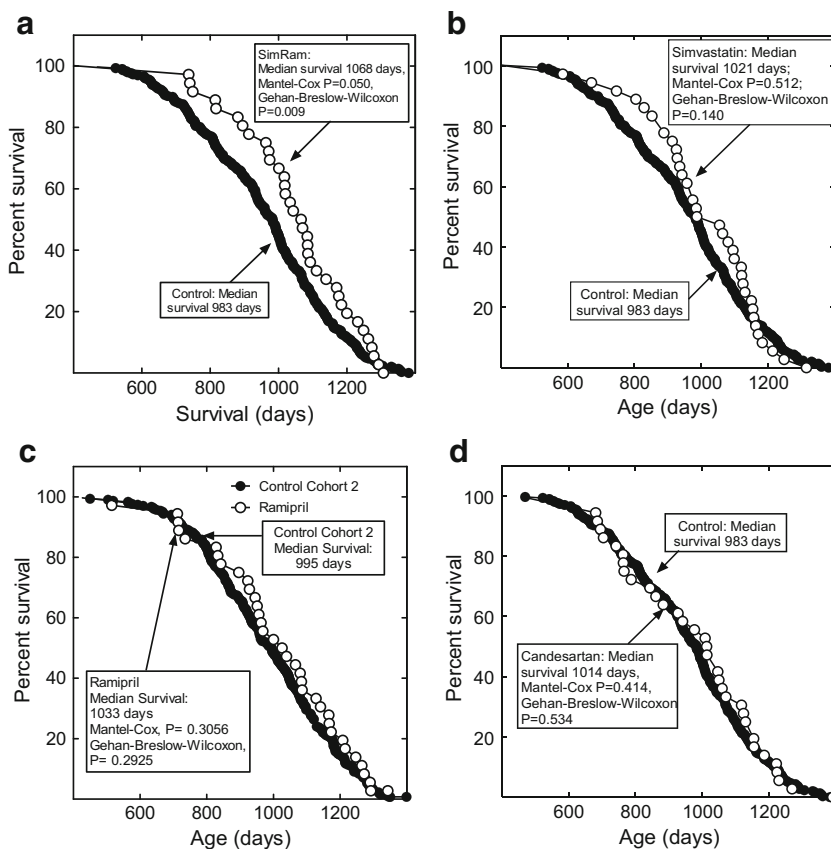 a
Percent survival
100
80
60
40
20
600
800
1000
1200
Survival (days)
SimRam:
Median survival 1068 days,
Mantel-Cox P=0.050,
Gehan-Breslow-Wilcoxon
P=0.009
Control: Median
survival 983 days
b
Percent survival
100
80
60
40
20
600
800
1000
1200
Age (days)
Simvastatin: Median
survival 1021 days;
Mantel-Cox P=0.512;
Gehan-Breslow-Wilcoxon
P=0.140
Control: Median
survival 983 days
c
Percent survival
100
80
60
40
20
600
800
1000
1200
Age (days)
Control Cohort 2
Ramipril
Control Cohort 2
Median Survival:
995 days
Ramipril
Median Survival:
1033 days
Mantel-Cox, P= 0.3056
Gehan-Breslow-Wilcoxon,
P= 0.2925
d
Percent survival
100
80
60
40
20
600
800
1000
1200
Age (days)
Control: Median
survival 983 days
Candesartan: Median
survival 1014 days,
Mantel-Cox P=0.414,
Gehan-Breslow-Wilcoxon
P=0.534